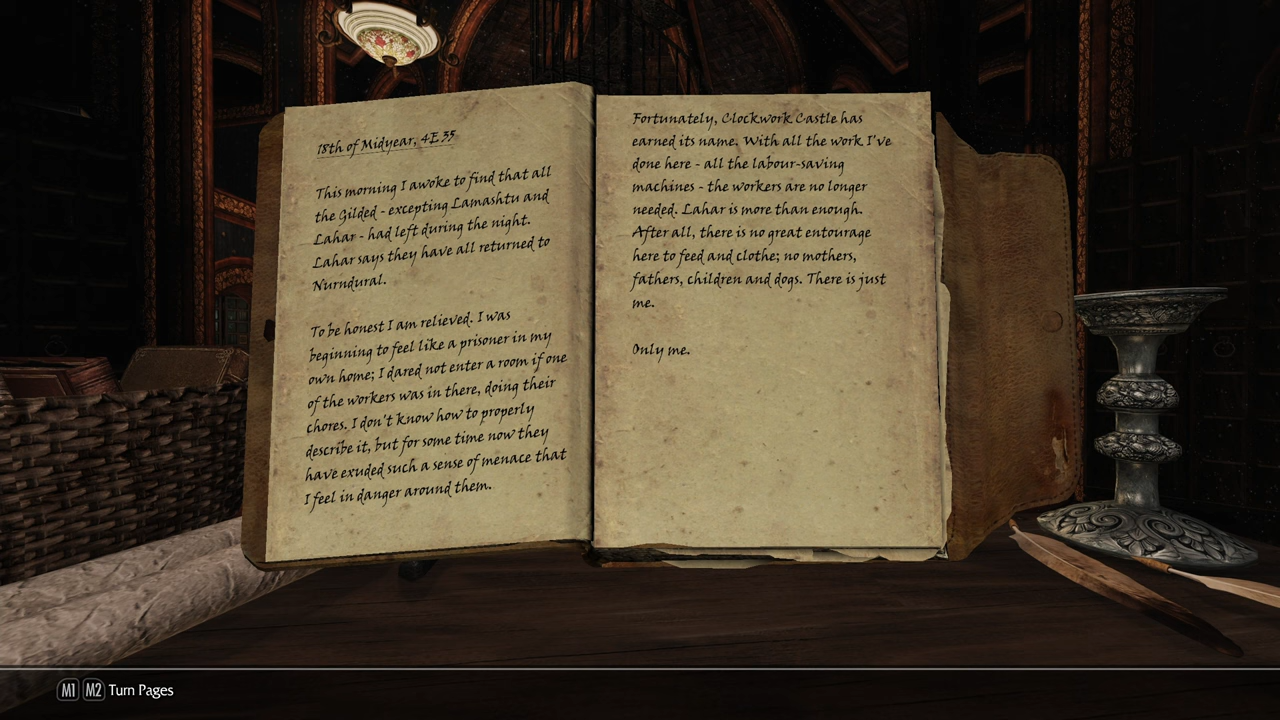 18th of Midyear, 4E 35
This morning I awoke to find that all
the Gilded - excepting Lamashtu and
Lahar - had left during the night.
Lahar says they have all returned to
Nurndural.
To be honest I am relieved. I was
beginning to feel like a prisoner in my
own home; I dared not enter a room if one
of the workers was in there, doing their
chores. I don't know how to properly
describe it, but for some time now they
have exuded such a sense of menace that
I feel in danger around them.
Fortunately, Clockwork Castle has
earned its name. With all the work I've
done here - all the labour-saving
machines - the workers are no longer
needed. Lahar is more than enough.
After all, there is no great entourage
here to feed and clothe; no mothers,
fathers, children and dogs. There is just
me.
Only me.
M1 M2 Turn Pages